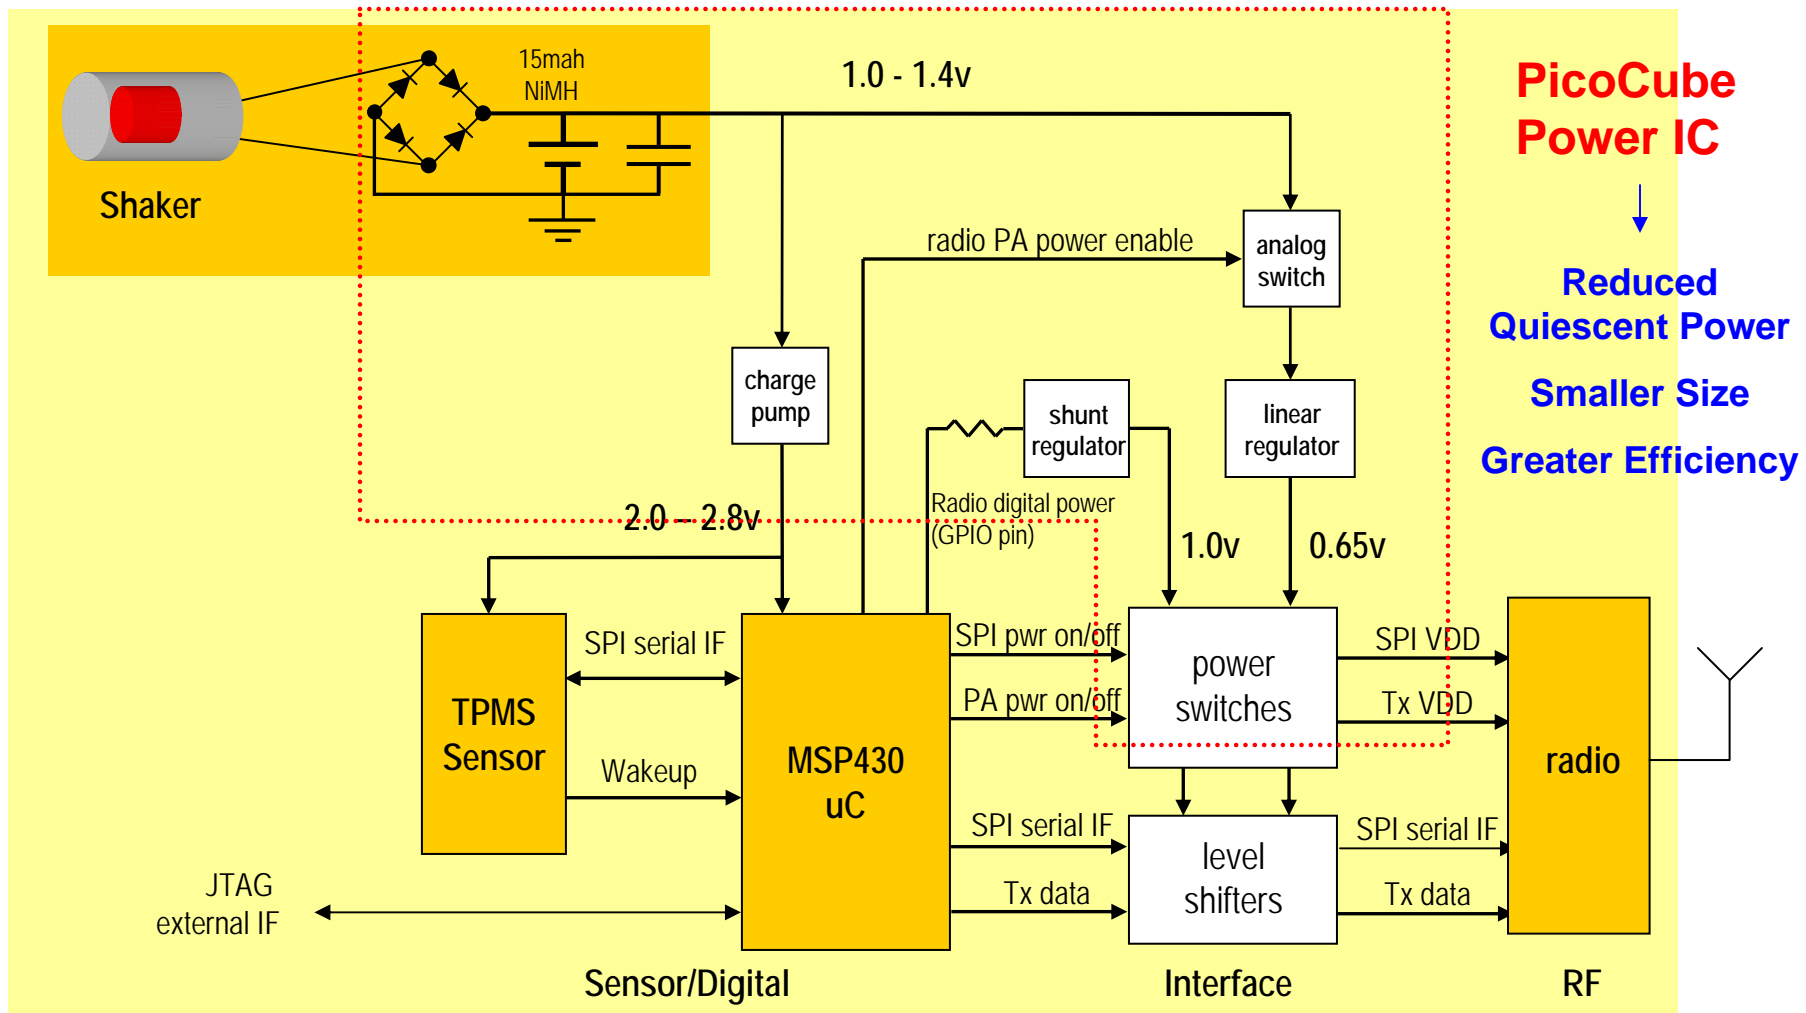 15mah
NiMH
1.0 - 1.4v
PicoCube
Power IC
Shaker
radio PA power enable
analog
switch
Reduced
Quiescent Power
charge
pump
shunt
regulator
linear
regulator
Smaller Size
Greater Efficiency
2.0 – 2.8v
Radio digital power
(GPIO pin)
1.0v
0.65v
SPI serial IF
SPI pwr on/off
SPI VDD
TPMS
Sensor
PA pwr on/off
power
switches
Tx VDD
Wakeup
MSP430
uC
radio
SPI serial IF
SPI serial IF
level
shifters
JTAG
external IF
Tx data
Tx data
Sensor/Digital
Interface
RF